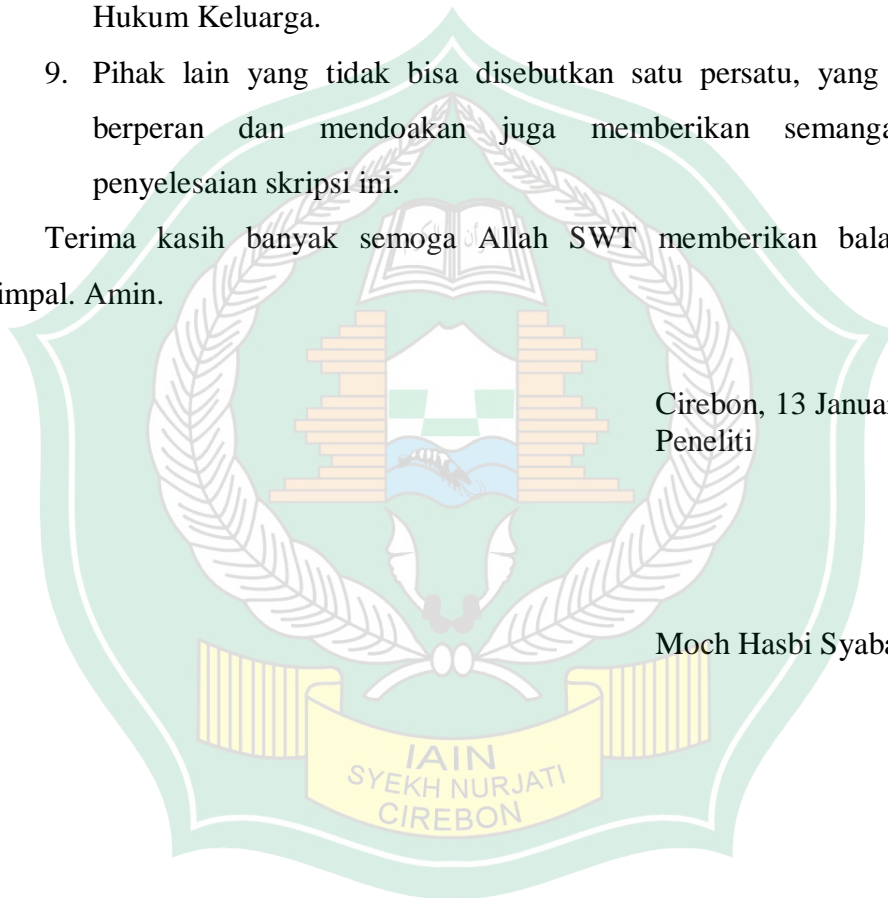 Hukum Keluarga.
9. Pihak lain yang tidak bisa disebutkan satu persatu, yang
berperan dan mendoakan juga memberikan semanga
penyelesaian skripsi ini.
Terima kasih banyak semoga Allah SWT memberikan bala
impal. Amin.
Cirebon, 13 Janua
Peneliti
Moch Hasbi Syaba
IAIN
SYEKH NURJATI
CIREBON